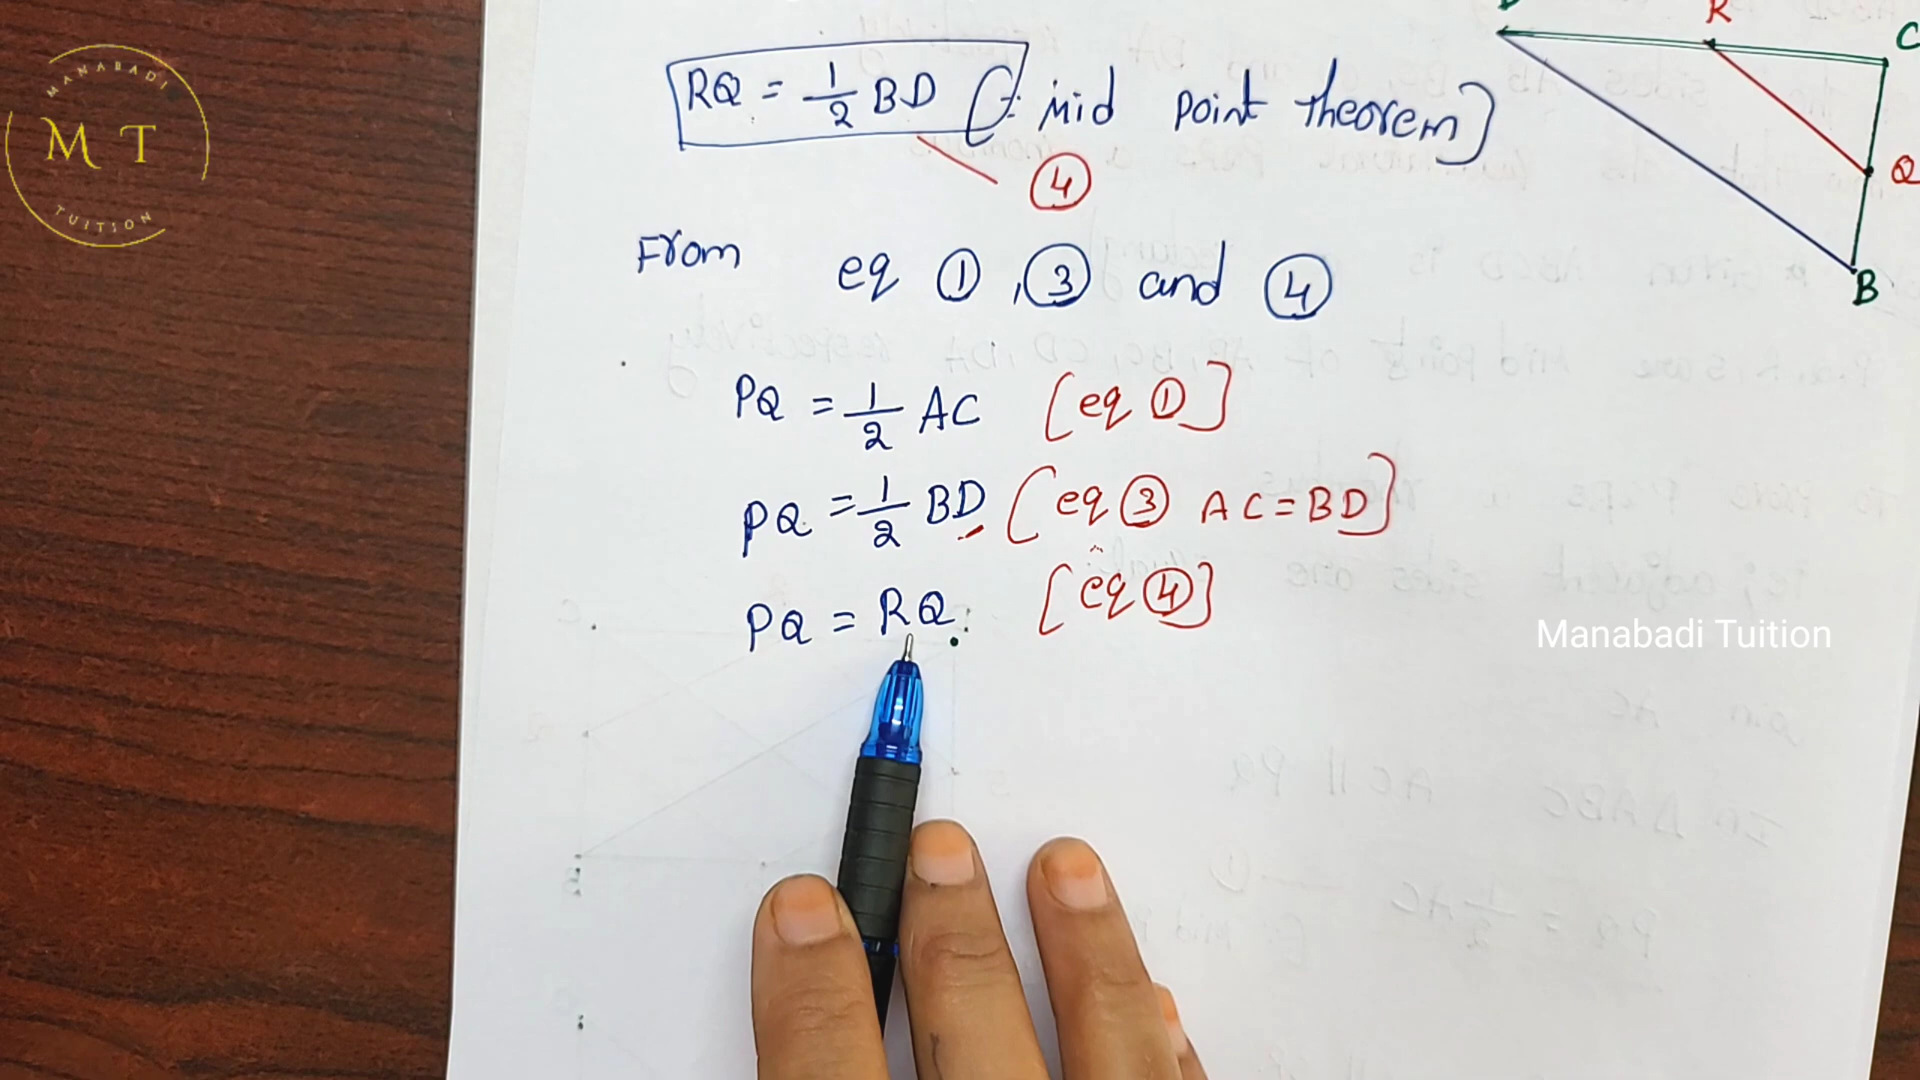 MANABADI
M T
TUITION
R
C
RQ = 1/2 BD (∵ mid point theorem]
④
Q
From eq ①, ③ and ④
B
PQ = 1/2 AC [eq ①]
PQ = 1/2 BD [eq ③ AC = BD]
PQ = RQ [eq ④]
Manabadi Tuition